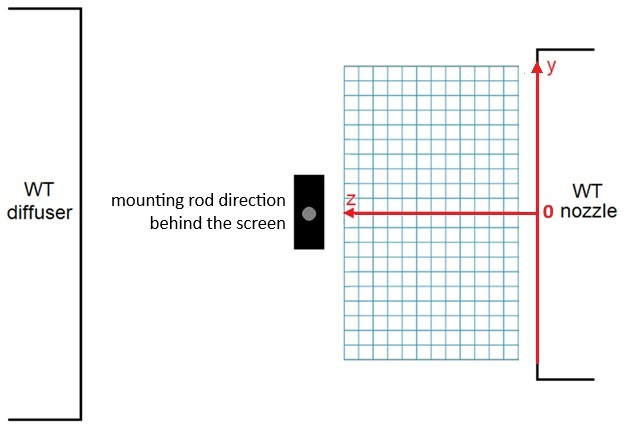 WT
diffuser
mounting rod direction
behind the screen
z
y
0
WT
nozzle